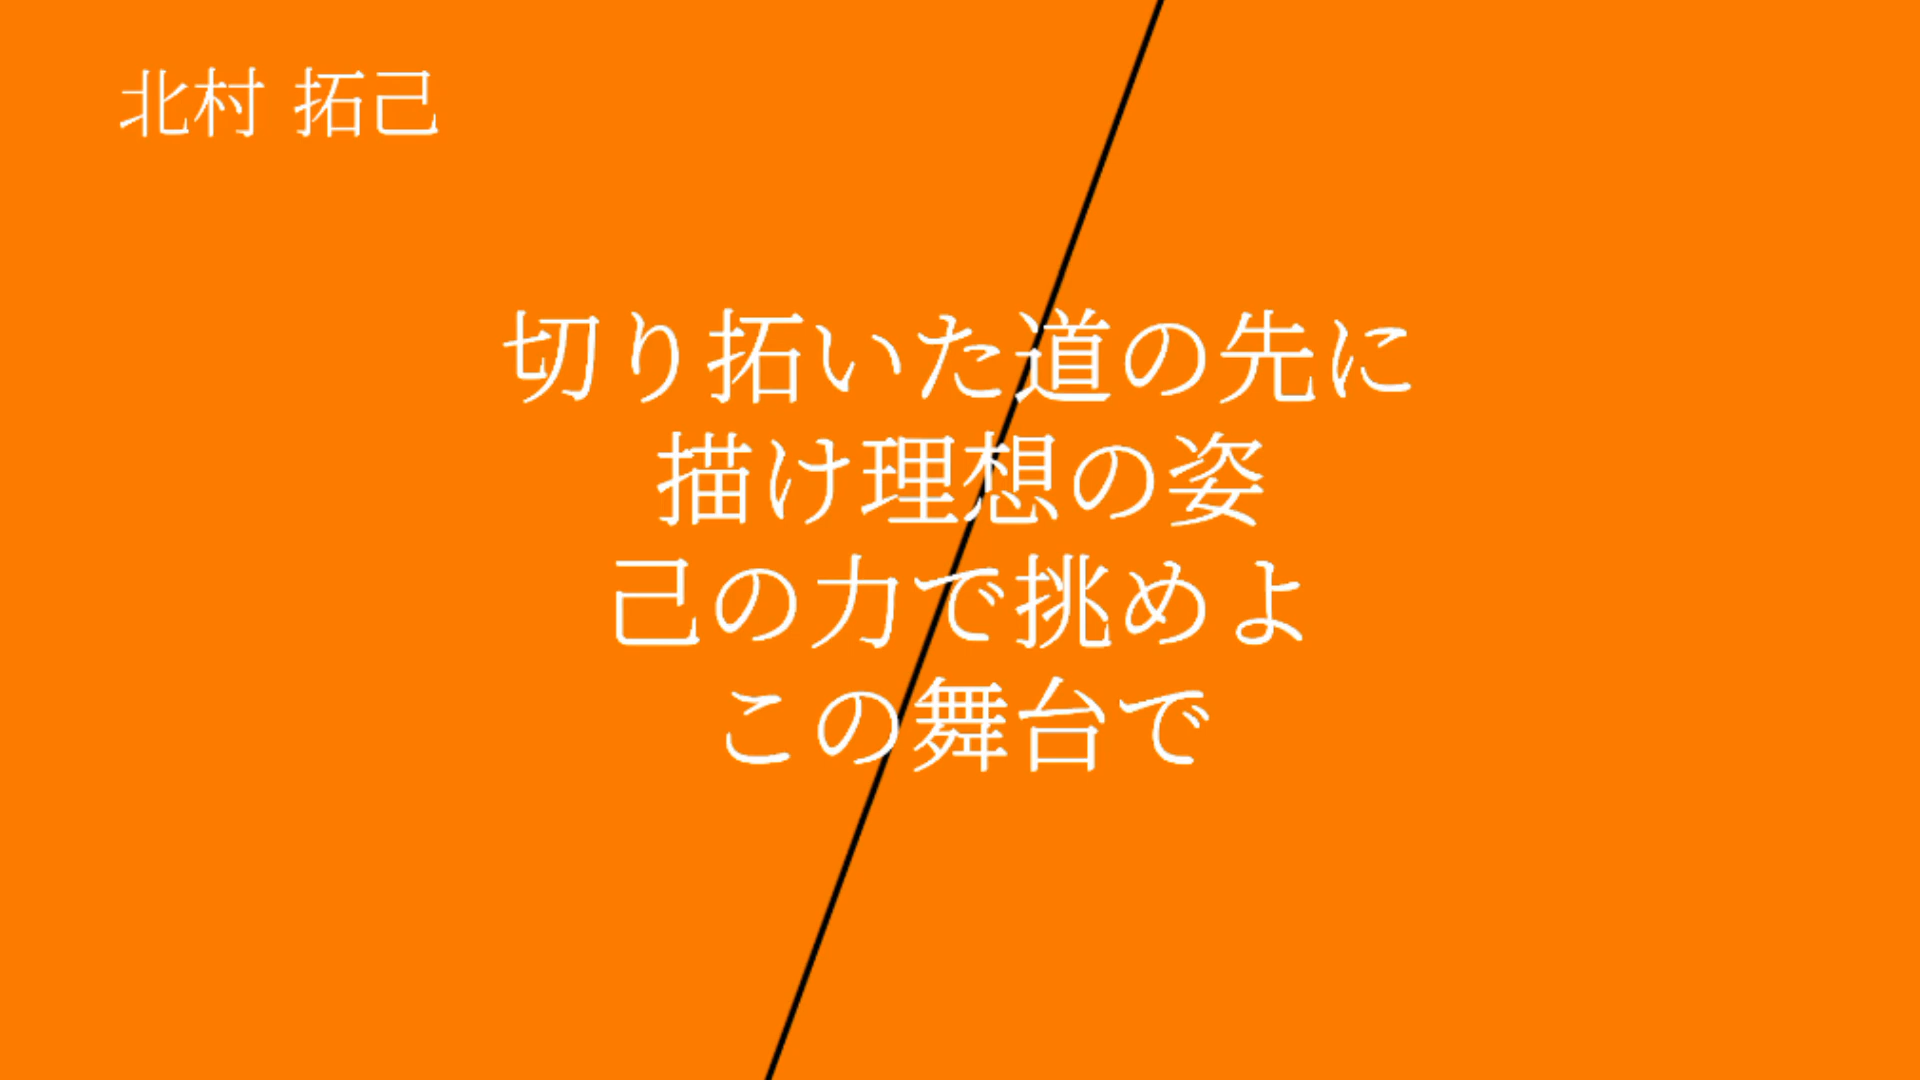 北村 拓己
切り拓いた道の先に
描け理想の姿
己の力で挑めよ
この舞台で